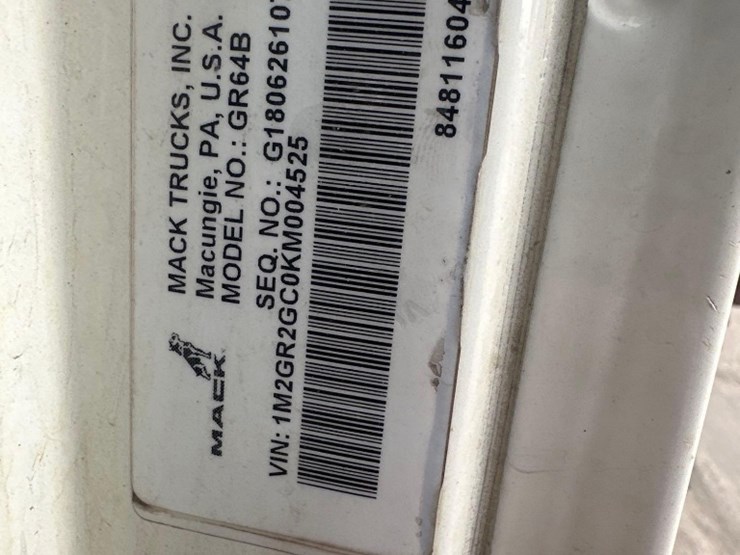 MACK
MACK TRUCKS, INC.
Macungie, PA, U.S.A.
MODEL NO.: GR64B
SEQ. NO.: G18062610
VIN: 1M2GR2GC0KM004525
84811604